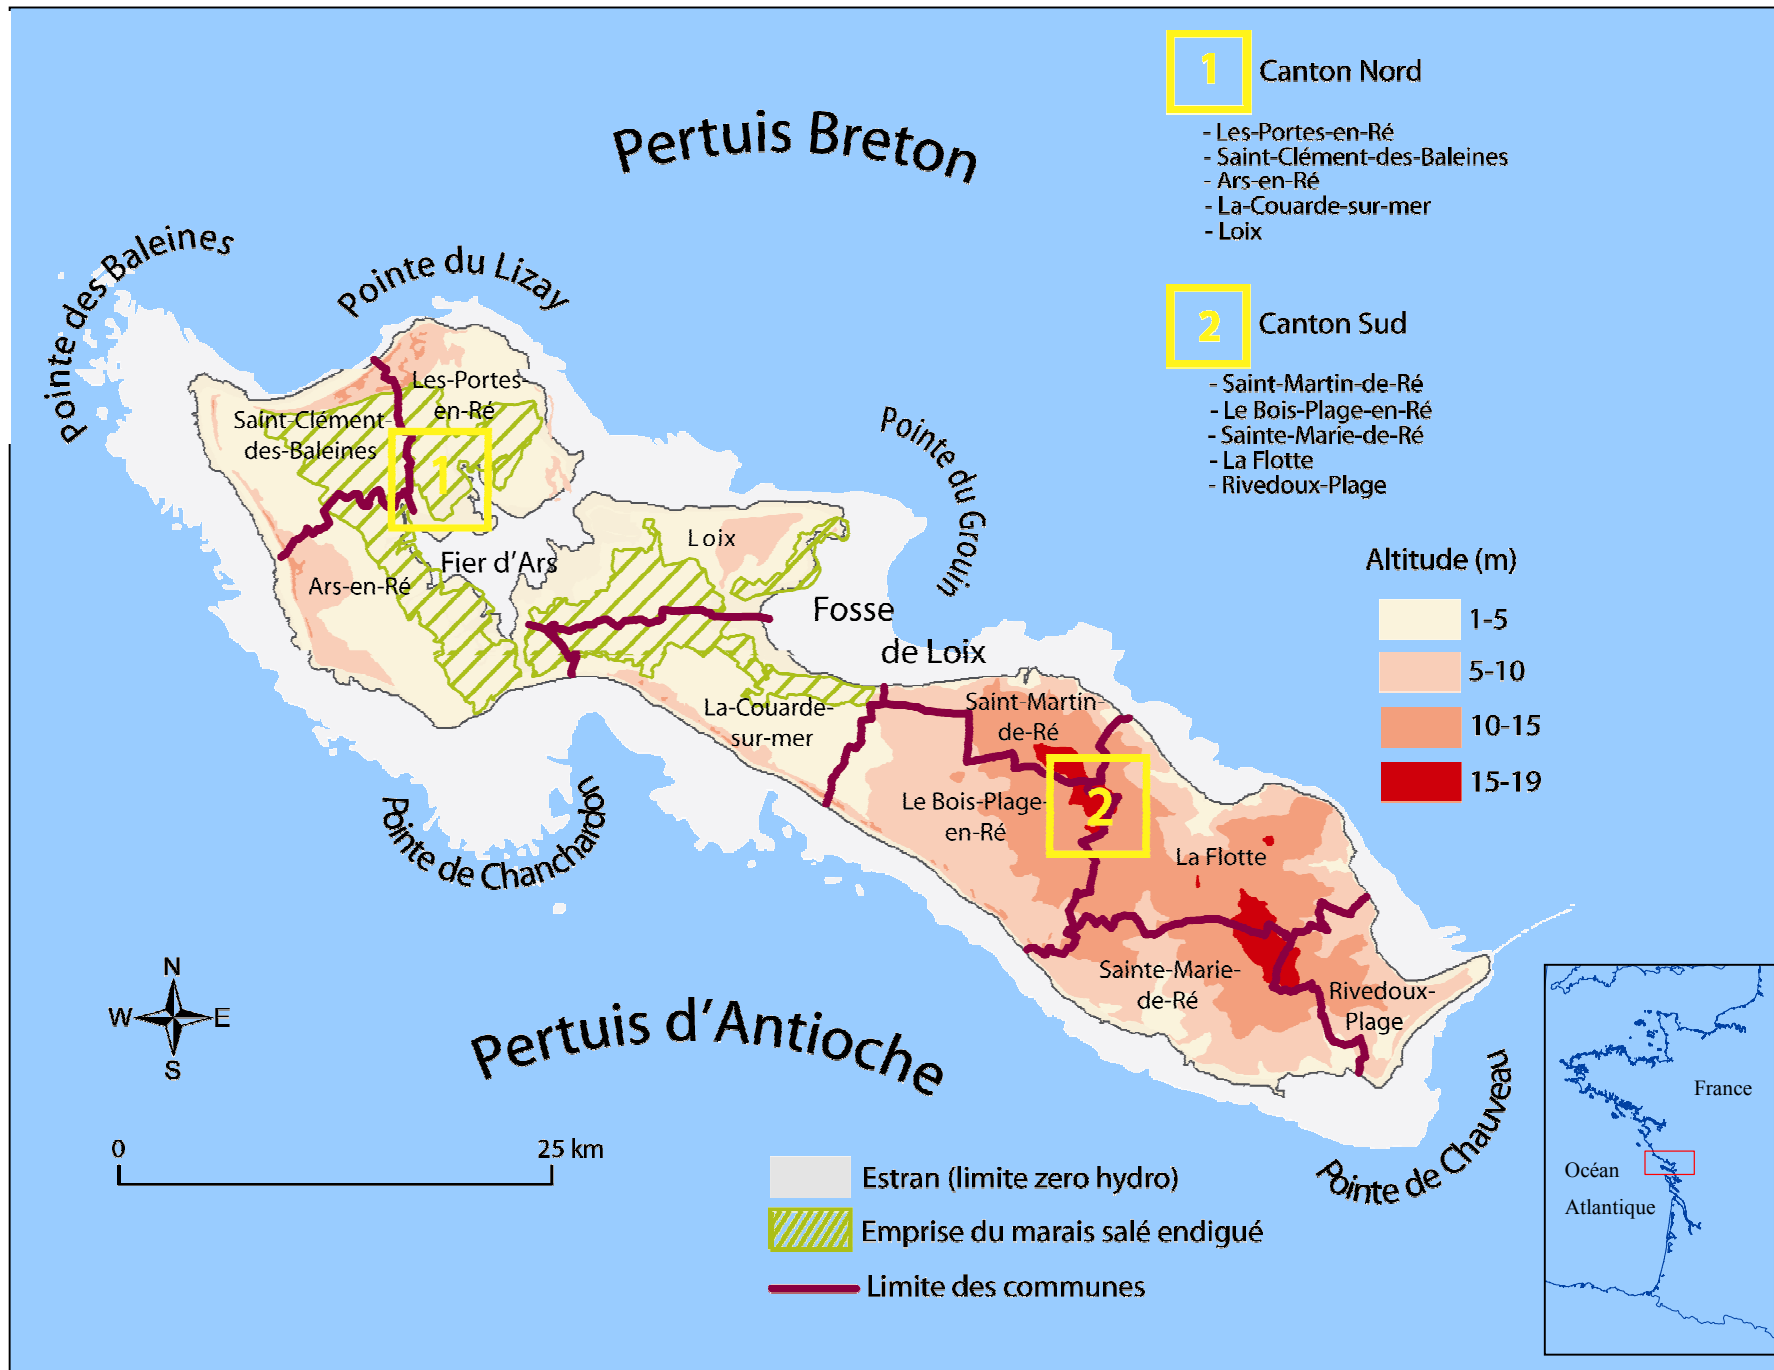 1 Canton Nord
- Les-Portes-en-Ré
- Saint-Clément-des-Baleines
- Ars-en-Ré
- La-Couarde-sur-mer
- Loix
2 Canton Sud
- Saint-Martin-de-Ré
- Le Bois-Plage-en-Ré
- Sainte-Marie-de-Ré
- La Flotte
- Rivedoux-Plage
Altitude (m)
1-5
5-10
10-15
15-19
Pertuis Breton
Pointe des Baleines
Pointe du Lizay
Pointe du Grouin
Les-Portes
en-Ré
Saint-Clément-
des-Baleines
1
Fier d'Ars
Ars-en-Ré
Loix
Fosse
de Loix
La-Couarde-
sur-mer
Saint-Martin-
de-Ré
Le Bois-Plage-
en-Ré
2
La Flotte
Sainte-Marie-
de-Ré
Rivedoux-
Plage
Pointe de Chanchardon
Pertuis d'Antioche
Pointe de Chauveau
N
W E
S
0 25 km
Estran (limite zero hydro)
Emprise du marais salé endigué
Limite des communes
France
Océan
Atlantique